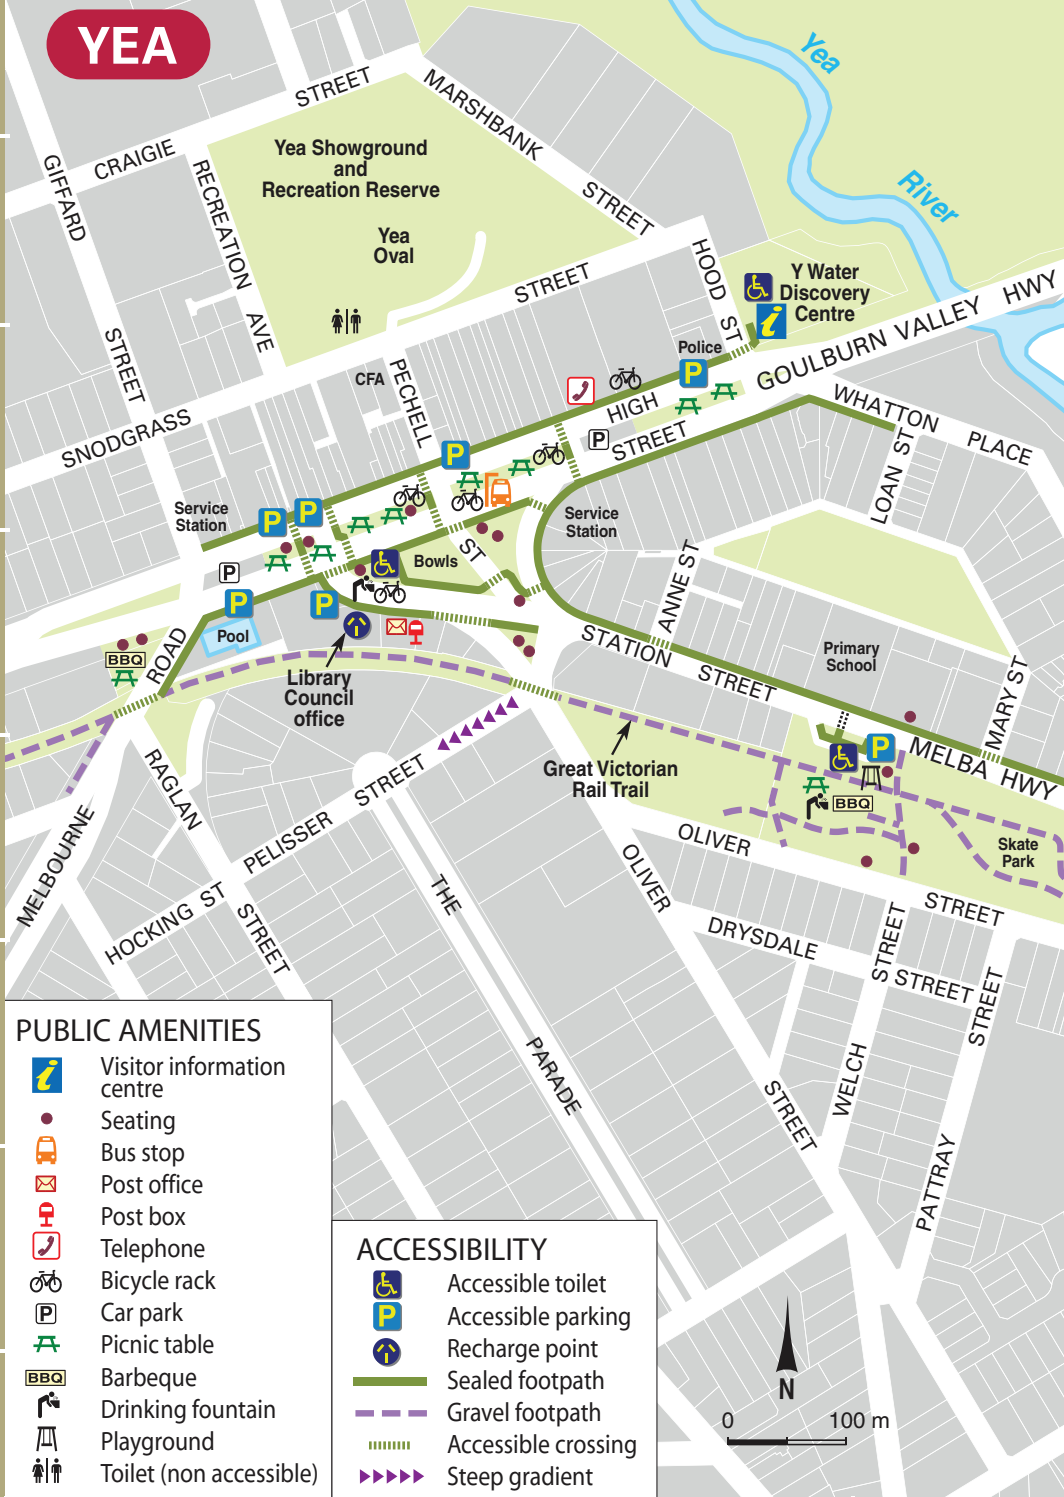 YEA
Yea
River
STREET
CRAIGIE
MARSHBANK
STREET
GIFFARD
STREET
RECREATION
AVE
Yea Showground
and
Recreation Reserve
Yea
Oval
STREET
SNODGRASS
HOOD ST
Y Water
Discovery
Centre
i
GOULBURN VALLEY HWY
Police
P
CFA
PECHELL
ST
HIGH
STREET
P
WHATTON
PLACE
LOAN ST
P
Service
Station
P
P
P
P
Service
Station
Bowls
P
Pool
ROAD
BBQ
ANNE ST
STATION
STREET
Primary
School
MARY ST
Library
Council
office
P
MELBA HWY
BBQ
Great Victorian
Rail Trail
Skate
Park
RAGLAN
STREET
MELBOURNE
PELISSER
STREET
HOCKING ST
THE
PARADE
OLIVER
STREET
OLIVER
STREET
DRYSDALE
STREET
WELCH
STREET
PATTRAY
STREET
PUBLIC AMENITIES
i Visitor information
centre
Seating
Bus stop
Post office
Post box
Telephone
Bicycle rack
P Car park
Picnic table
BBQ Barbeque
Drinking fountain
Playground
Toilet (non accessible)
ACCESSIBILITY
Accessible toilet
P Accessible parking
Recharge point
Sealed footpath
Gravel footpath
Accessible crossing
Steep gradient
N
0 100 m